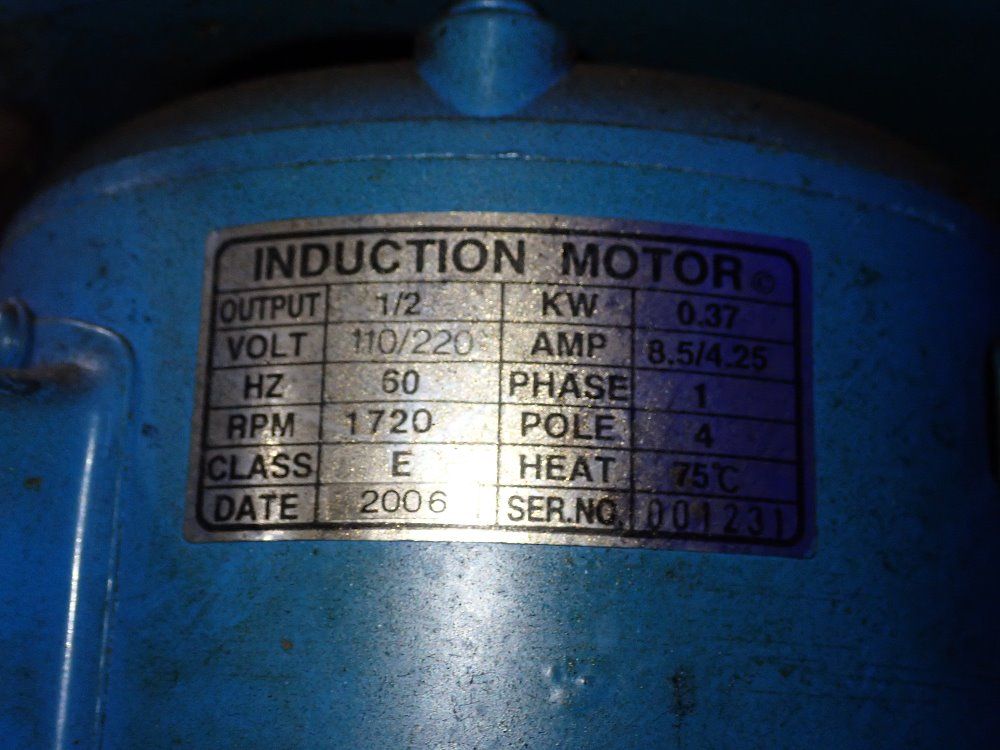 INDUCTION MOTOR ©
OUTPUT 1/2 KW 0.37
VOLT 110/220 AMP 8.5/4.25
HZ 60 PHASE 1
RPM 1720 POLE 4
CLASS E HEAT 75°C
DATE 2006 SER.NO. 001231